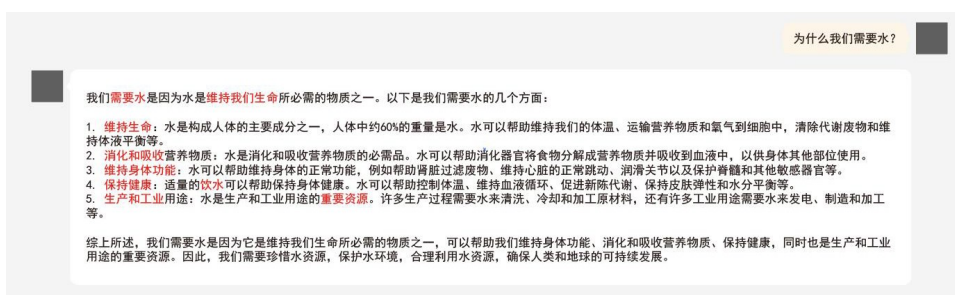 为什么我们需要水?
我们需要水是因为水是维持我们生命所必需的物质之一。以下是我们需要水的几个方面:
1. 维持生命:水是构成人体的主要成分之一,人体中约60%的重量是水。水可以帮助维持我们的体温、运输营养物质和氧气到细胞中,清除代谢废物和维
持体液平衡等。
2. 消化和吸收营养物质:水是消化和吸收营养物质的必需品。水可以帮助消化器官将食物分解成营养物质并吸收到血液中,以供身体其他部位使用。
3. 维持身体功能:水可以帮助维持身体的正常功能,例如帮助肾脏过滤废物、维持心脏的正常跳动、润滑关节以及保护脊髓和其他敏感器官等。
4. 保持健康:适量的饮水可以帮助保持身体健康。水可以帮助控制体温、维持血液循环、促进新陈代谢、保持皮肤弹性和水分平衡等。
5. 生产和工业用途:水是生产和工业用途的重要资源。许多生产过程需要水来清洗、冷却和加工原材料,还有许多工业用途需要水来发电、制造和加工
等。
综上所述,我们需要水是因为它是维持我们生命所必需的物质之一,可以帮助我们维持身体功能、消化和吸收营养物质、保持健康,同时也是生产和工业
用途的重要资源。因此,我们需要珍惜水资源,保护水环境,合理利用水资源,确保人类和地球的可持续发展。